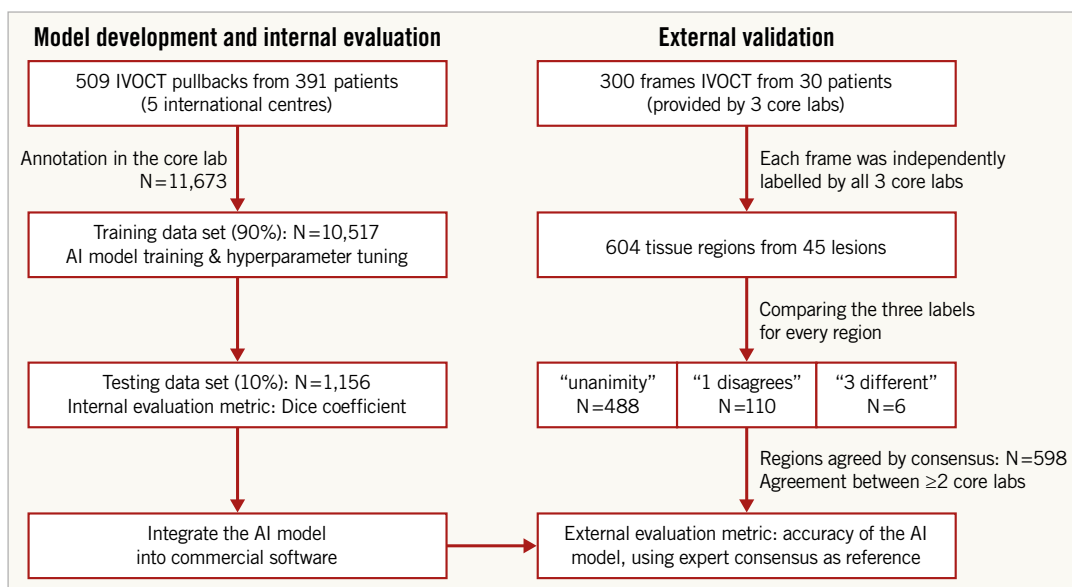 Model development and internal evaluation
509 IVOCT pullbacks from 391 patients
(5 international centres)
Annotation in the core lab
N=11,673
Training data set (90%): N=10,517
AI model training & hyperparameter tuning
Testing data set (10%): N=1,156
Internal evaluation metric: Dice coefficient
Integrate the AI model
into commercial software
External validation
300 frames IVOCT from 30 patients
(provided by 3 core labs)
Each frame was independently
labelled by all 3 core labs
604 tissue regions from 45 lesions
Comparing the three labels
for every region
“unanimity”
N=488
“1 disagrees”
N=110
“3 different”
N=6
Regions agreed by consensus: N=598
Agreement between ≥2 core labs
External evaluation metric: accuracy of the AI
model, using expert consensus as reference